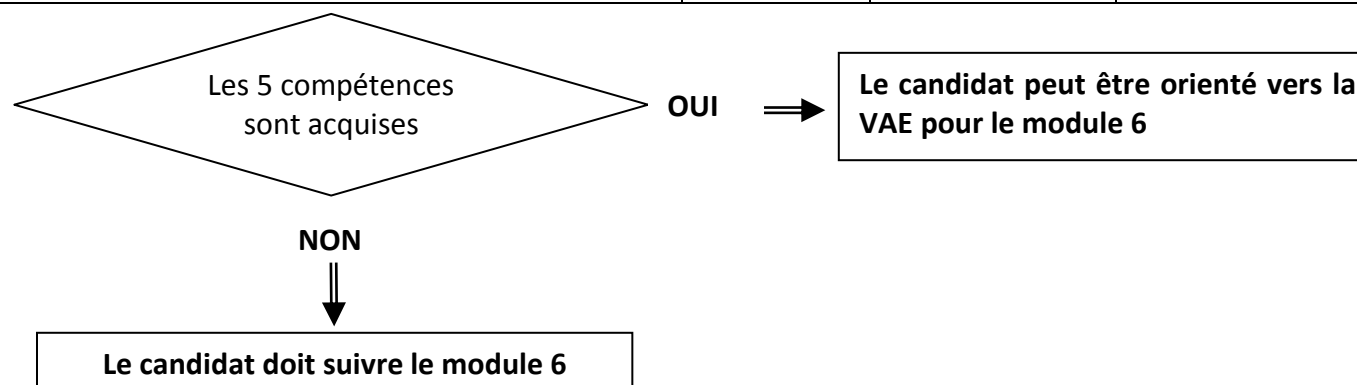 Les 5 compétences
sont acquises
OUI
Le candidat peut être orienté vers la
VAE pour le module 6
NON
Le candidat doit suivre le module 6